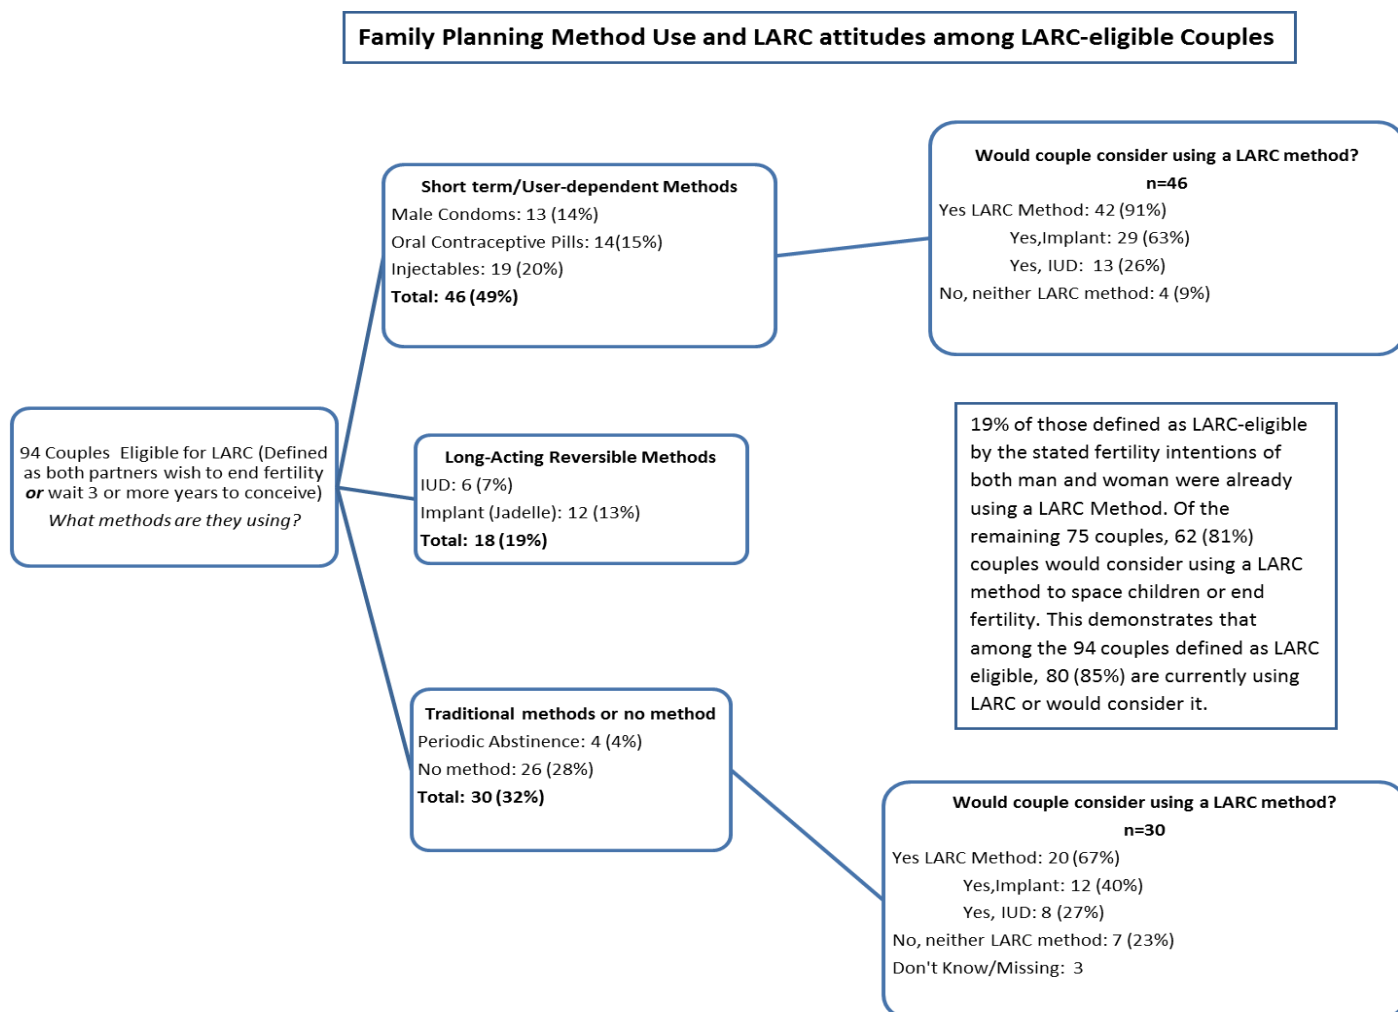 Family Planning Method Use and LARC attitudes among LARC-eligible Couples
94 Couples  Eligible for LARC (Defined
as both partners wish to end fertility
or wait 3 or more years to conceive)
What methods are they using?
Short term/User-dependent Methods
Male Condoms: 13 (14%)
Oral Contraceptive Pills: 14(15%)
Injectables: 19 (20%)
Total: 46 (49%)
Would couple consider using a LARC method?
n=46
Yes LARC Method: 42 (91%)
Yes,Implant: 29 (63%)
Yes, IUD:  13 (26%)
No, neither LARC method: 4 (9%)
Long-Acting Reversible Methods
IUD: 6 (7%)
Implant (Jadelle): 12 (13%)
Total: 18 (19%)
19% of those defined as LARC-eligible
by the stated fertility intentions of
both man and woman were already
using a LARC Method. Of the
remaining 75 couples, 62 (81%)
couples would consider using a LARC
method to space children or end
fertility. This demonstrates that
among the 94 couples defined as LARC
eligible, 80 (85%) are currently using
LARC or would consider it.
Traditional methods or no method
Periodic Abstinence: 4 (4%)
No method: 26 (28%)
Total: 30 (32%)
Would couple consider using a LARC method?
n=30
Yes LARC Method: 20 (67%)
Yes,Implant: 12 (40%)
Yes, IUD: 8 (27%)
No, neither LARC method: 7 (23%)
Don't Know/Missing:  3